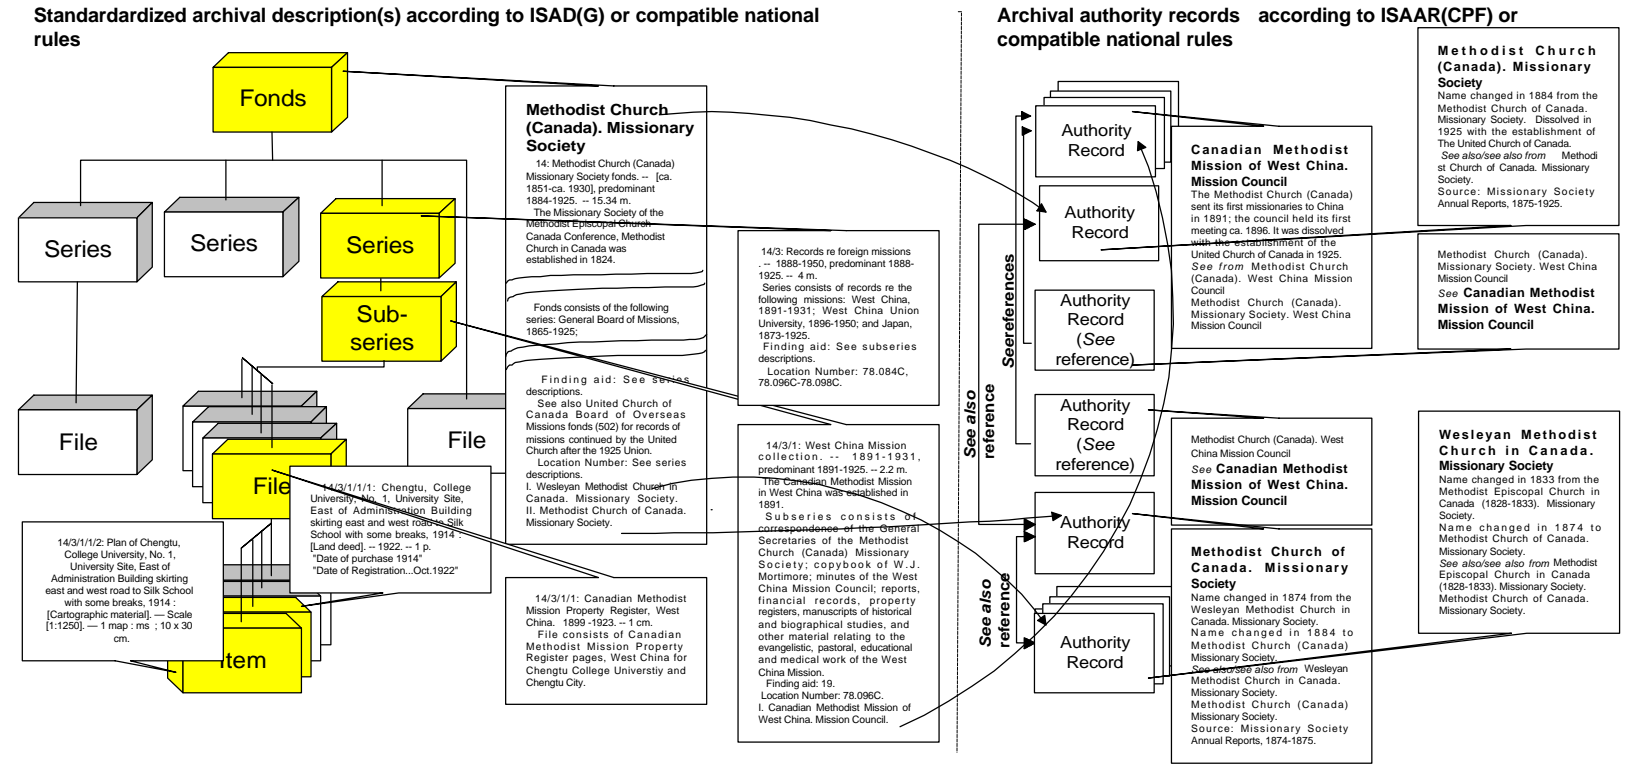 Standardardized archival description(s) according to ISAD(G) or compatible national
rules
Fonds
Series
Series
Series
Sub-
series
File
File
File
Item
Methodist Church
(Canada). Missionary
Society
14: Methodist Church (Canada)
Missionary Society fonds. -- [ca.
1851-ca. 1930], predominant
1884-1925. -- 15.34 m.
The Missionary Society of the
Methodist Episcopal Church
Canada Conference, Methodist
Church in Canada was
established in 1824.
Fonds consists of the following
series: General Board of Missions,
1865-1925;
Finding aid: See series
descriptions.
See also United Church of
Canada Board of Overseas
Missions fonds (502) for records of
missions continued by the United
Church after the 1925 Union.
Location Number: See series
descriptions.
I. Wesleyan Methodist Church in
Canada. Missionary Society.
II. Methodist Church of Canada.
Missionary Society.
14/3: Records re foreign missions
. -- 1888-1950, predominant 1888-
1925. -- 4 m.
Series consists of records re the
following missions: West China,
1891-1931; West China Union
University, 1896-1950; and Japan,
1873-1925.
Finding aid: See subseries
descriptions.
Location Number: 78.084C,
78.096C-78.098C.
14/3/1: West China Mission
collection. -- 1891-1931,
predominant 1891-1925. -- 2.2 m.
The Canadian Methodist Mission
in West China was established in
1891.
Subseries consists of
correspondence of the General
Secretaries of the Methodist
Church (Canada) Missionary
Society; copybook of W.J.
Mortimore; minutes of the West
China Mission Council; reports,
financial records, property
registers, manuscripts of historical
and biographical studies, and
other material relating to the
evangelistic, pastoral, educational
and medical work of the West
China Mission.
Finding aid: 19.
Location Number: 78.096C.
I. Canadian Methodist Mission of
West China. Mission Council.
14/3/1/1/1: Chengtu, College
University, No. 1, University Site,
East of Administration Building
skirting east and west road to Silk
School with some breaks, 1914 :
[Land deed]. -- 1922. -- 1 p.
"Date of purchase 1914"
"Date of Registration...Oct.1922"
14/3/1/1/2: Plan of Chengtu,
College University, No. 1,
University Site, East of
Administration Building skirting
east and west road to Silk School
with some breaks, 1914 :
[Cartographic material]. — Scale
[1:1250]. — 1 map : ms ; 10 x 30
cm.
14/3/1/1: Canadian Methodist
Mission Property Register, West
China. 1899 -1923. -- 1 cm.
File consists of Canadian
Methodist Mission Property
Register pages, West China for
Chengtu College Universtiy and
Chengtu City.
Archival authority records according to ISAAR(CPF) or
compatible national rules
Authority
Record
Authority
Record
Authority
Record
(See
reference)
Authority
Record
(See
reference)
Authority
Record
Authority
Record
Seereferences
See also
reference
See also
reference
Canadian Methodist
Mission of West China.
Mission Council
The Methodist Church (Canada)
sent its first missionaries to China
in 1891; the council held its first
meeting ca. 1896. It was dissolved
with the establishment of the
United Church of Canada in 1925.
See from Methodist Church
(Canada). West China Mission
Council
Methodist Church (Canada).
Missionary Society. West China
Mission Council
Methodist Church
(Canada). Missionary
Society
Name changed in 1884 from the
Methodist Church of Canada.
Missionary Society. Dissolved in
1925 with the establishment of
The United Church of Canada.
See also/see also from Methodi
st Church of Canada. Missionary
Society.
Source: Missionary Society
Annual Reports, 1875-1925.
Methodist Church (Canada).
Missionary Society. West China
Mission Council
See Canadian Methodist
Mission of West China.
Mission Council
Methodist Church (Canada). West
China Mission Council
See Canadian Methodist
Mission of West China.
Mission Council
Methodist Church of
Canada. Missionary
Society
Name changed in 1874 from the
Wesleyan Methodist Church in
Canada. Missionary Society.
Name changed in 1884 to
Methodist Church (Canada)
Missionary Society.
See also/see also from Wesleyan
Methodist Church in Canada.
Missionary Society.
Methodist Church (Canada)
Missionary Society.
Source: Missionary Society
Annual Reports, 1874-1875.
Wesleyan Methodist
Church in Canada.
Missionary Society
Name changed in 1833 from the
Methodist Episcopal Church in
Canada (1828-1833). Missionary
Society.
Name changed in 1874 to
Methodist Church of Canada.
Missionary Society.
See also/see also from Methodist
Episcopal Church in Canada
(1828-1833). Missionary Society.
Methodist Church of Canada.
Missionary Society.